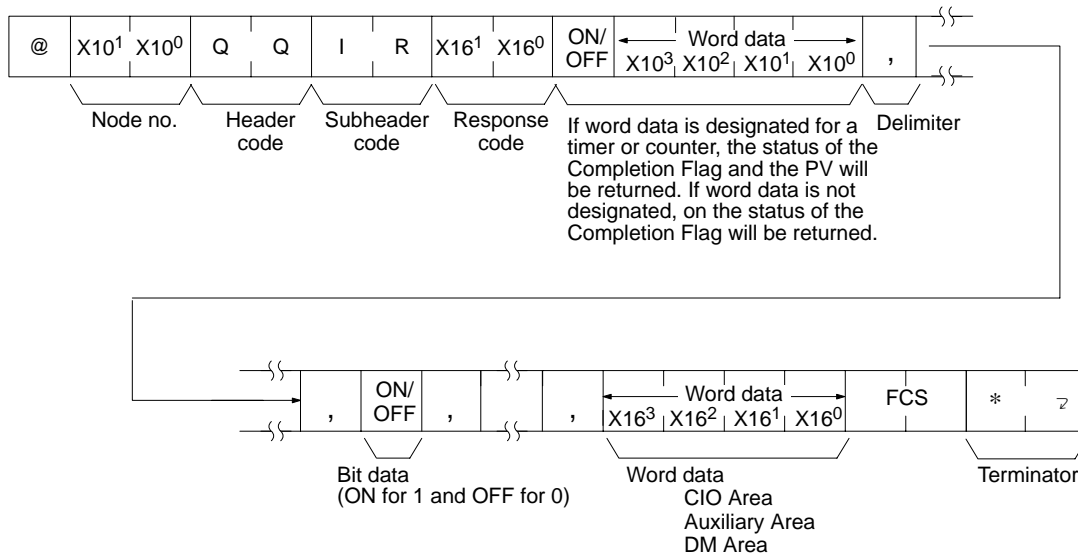 @ X10¹ X10⁰ Q Q I R X16¹ X16⁰ ON/OFF Word data X10³ X10² X10¹ X10⁰ ,
Node no.
Header code
Subheader code
Response code
If word data is designated for a
timer or counter, the status of the
Completion Flag and the PV will
be returned. If word data is not
designated, on the status of the
Completion Flag will be returned.
Delimiter
, ON/OFF , , Word data X16³ X16² X16¹ X16⁰ FCS *
Bit data
(ON for 1 and OFF for 0)
Word data
CIO Area
Auxiliary Area
DM Area
Terminator